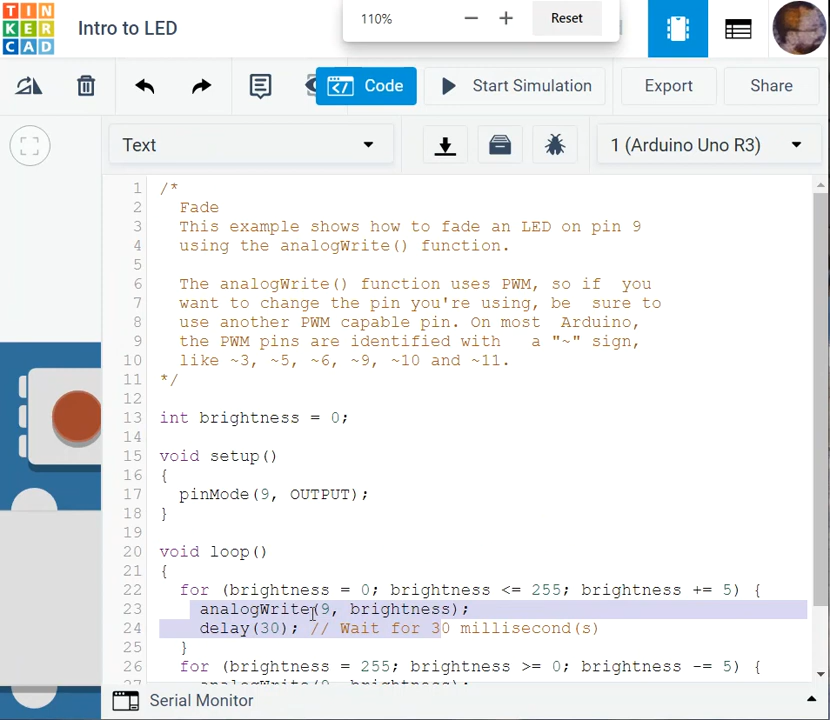 TIN
KER
CAD
Intro to LED
110%
Reset
Code
Start Simulation
Export
Share
Text
1 (Arduino Uno R3)
1 /*
2 Fade
3 This example shows how to fade an LED on pin 9
4 using the analogWrite() function.
5
6 The analogWrite() function uses PWM, so if  you
7 want to change the pin you're using, be  sure to
8 use another PWM capable pin. On most  Arduino,
9 the PWM pins are identified with   a "~" sign,
10 like ~3, ~5, ~6, ~9, ~10 and ~11.
11 */
12
13 int brightness = 0;
14
15 void setup()
16 {
17 pinMode(9, OUTPUT);
18 }
19
20 void loop()
21 {
22 for (brightness = 0; brightness <= 255; brightness += 5) {
23 analogWrite(9, brightness);
24 delay(30); // Wait for 30 millisecond(s)
25 }
26 for (brightness = 255; brightness >= 0; brightness -= 5) {
27 analogWrite(9, brightness);
Serial Monitor